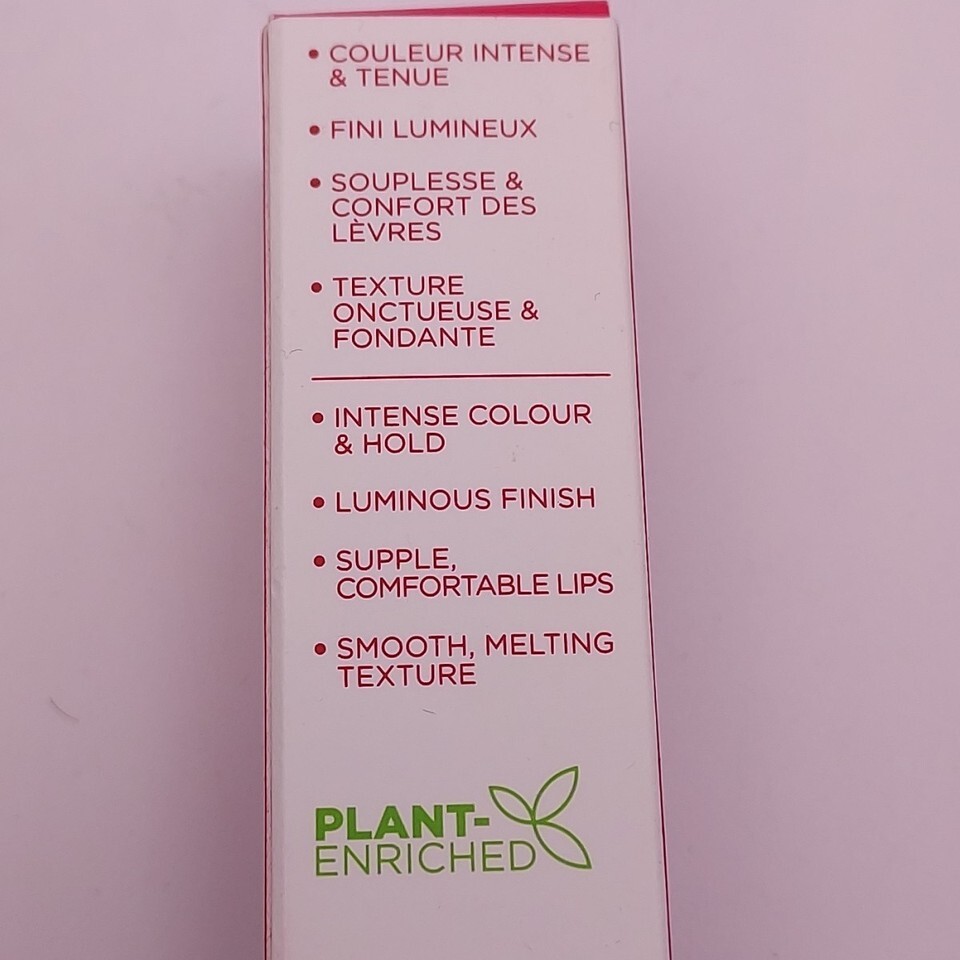 • COULEUR INTENSE
& TENUE
• FINI LUMINEUX
• SOUPLESSE &
CONFORT DES
LÈVRES
• TEXTURE
ONCTUEUSE &
FONDANTE
• INTENSE COLOUR
& HOLD
• LUMINOUS FINISH
• SUPPLE,
COMFORTABLE LIPS
• SMOOTH, MELTING
TEXTURE
PLANT-
ENRICHED